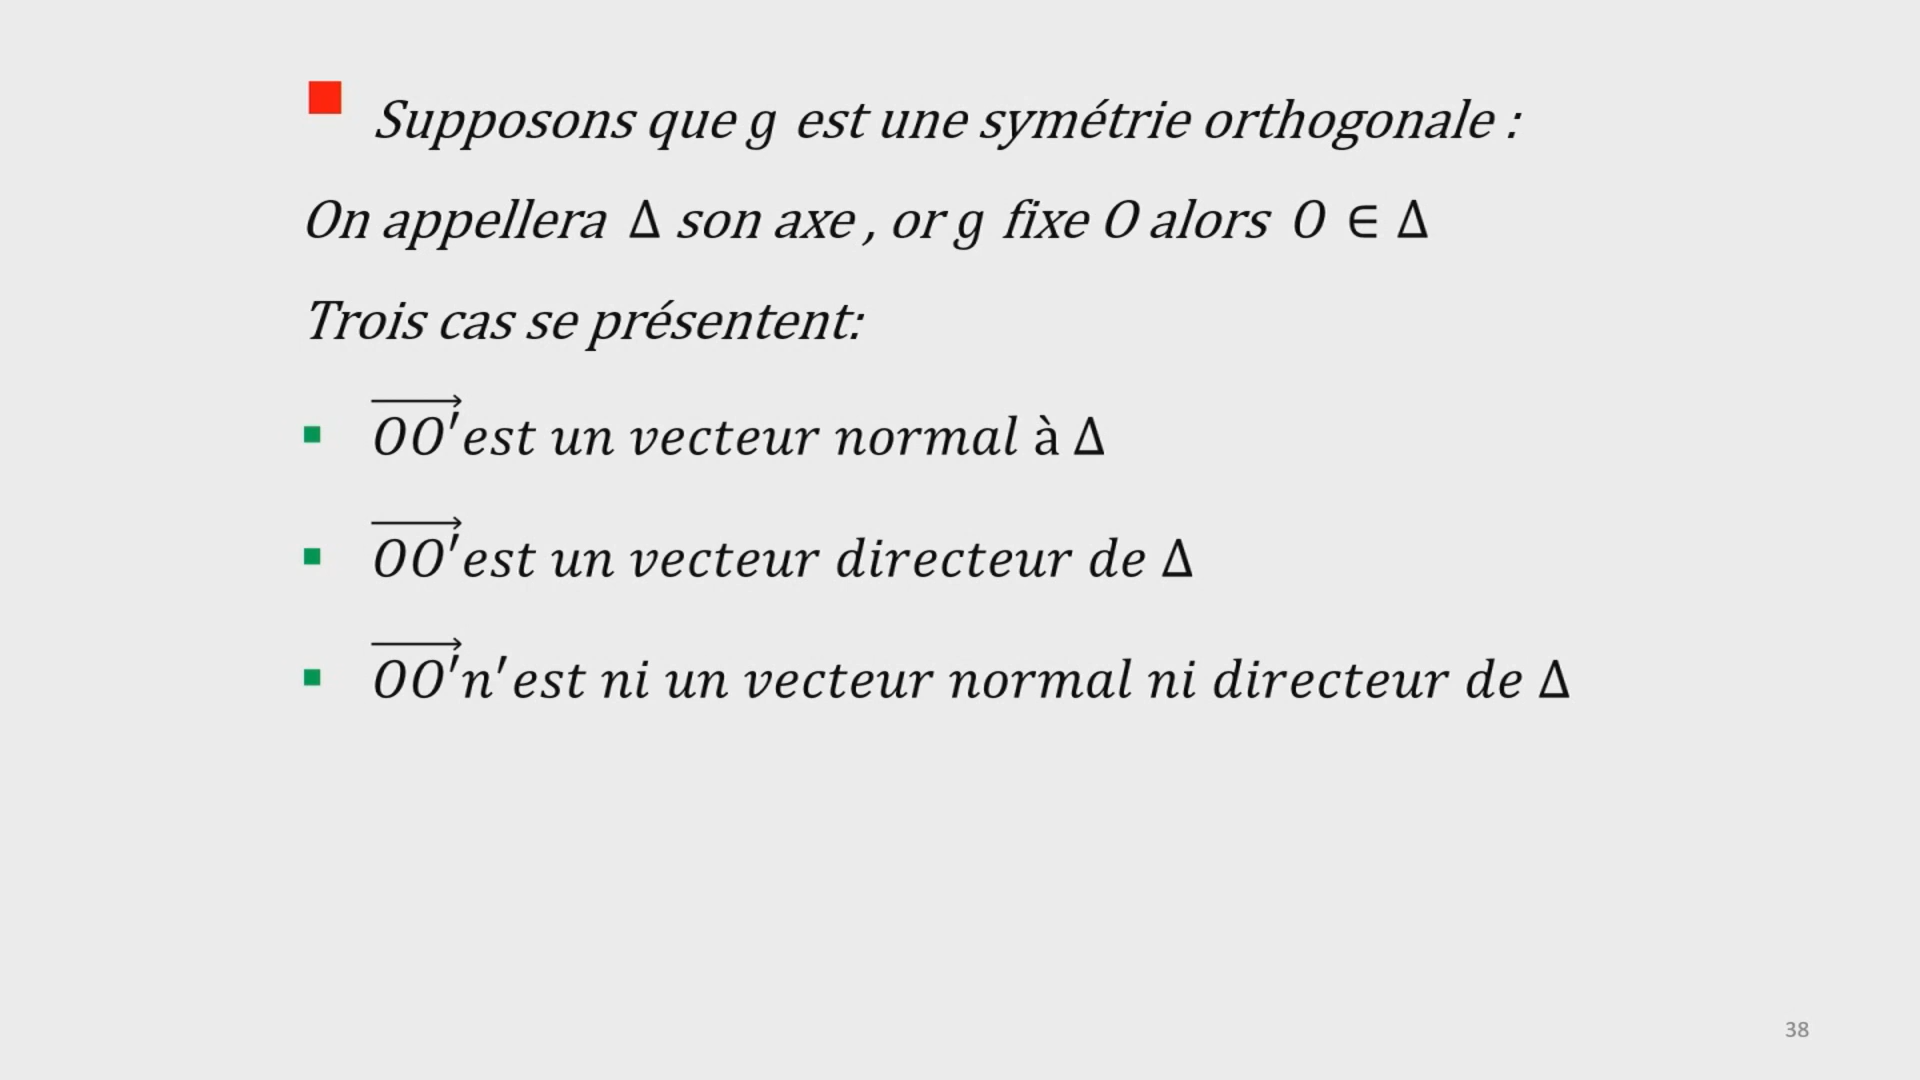 Supposons que g est une symétrie orthogonale :
On appellera Δ son axe , or g fixe O alors O ∈ Δ
Trois cas se présentent:
OO′⃗ est un vecteur normal à Δ
OO′⃗ est un vecteur directeur de Δ
OO′⃗ n′est ni un vecteur normal ni directeur de Δ
38